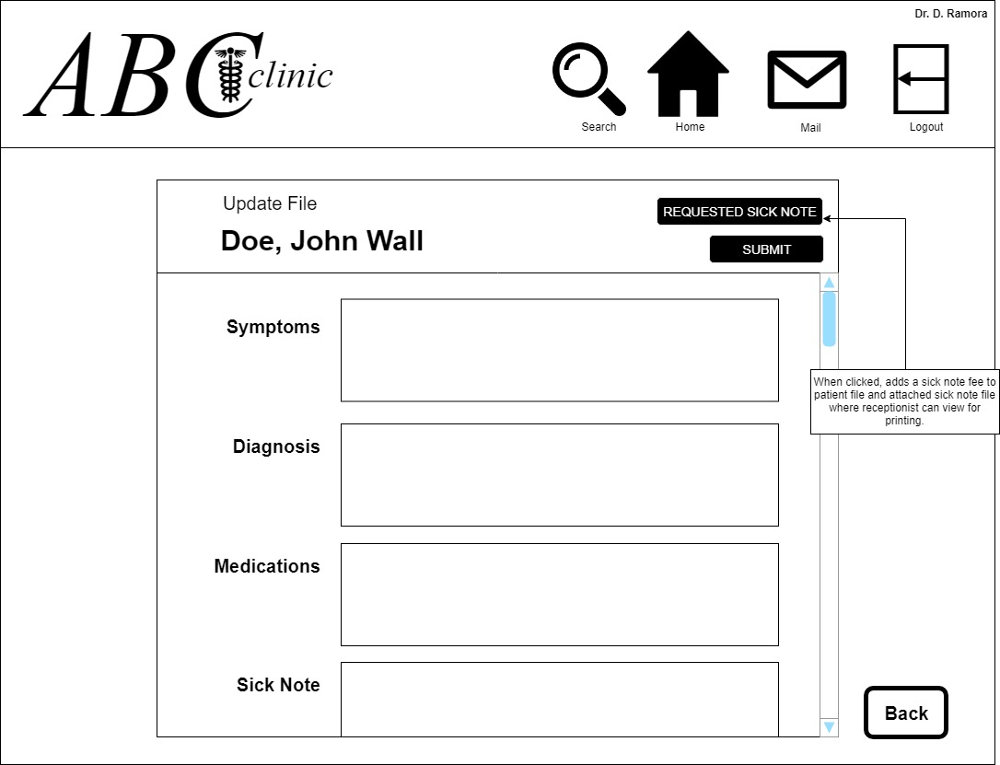 Dr. D. Ramora
ABC clinic
Search
Home
Mail
Logout
Update File
Doe, John Wall
REQUESTED SICK NOTE
SUBMIT
Symptoms
When clicked, adds a sick note fee to
patient file and attached sick note file
where receptionist can view for
printing.
Diagnosis
Medications
Sick Note
Back